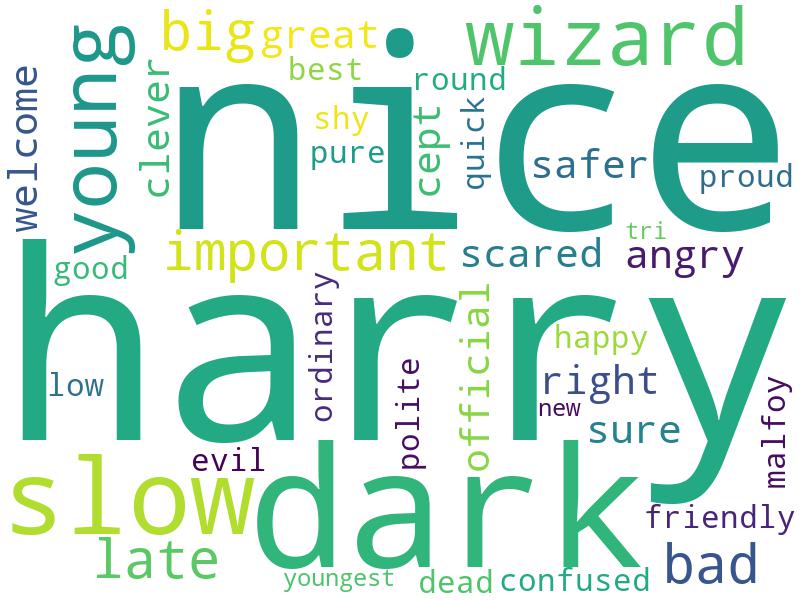 big
great
wizard
young
nice
best
round
welcome
clever
shy
pure
cept
quick
safer
proud
important
scared
tri
angry
good
harry
ordinary
official
happy
low
polite
right
new
sure
malfoy
evil
slow
dark
friendly
late
bad
youngest
dead
confused